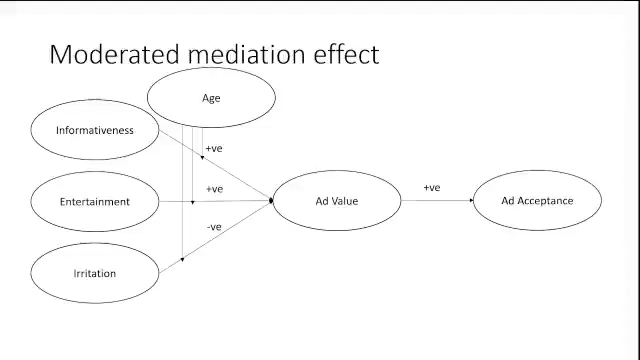 Moderated mediation effect
Age
Informativeness
+ve
Entertainment
+ve
Ad Value
+ve
Ad Acceptance
-ve
Irritation